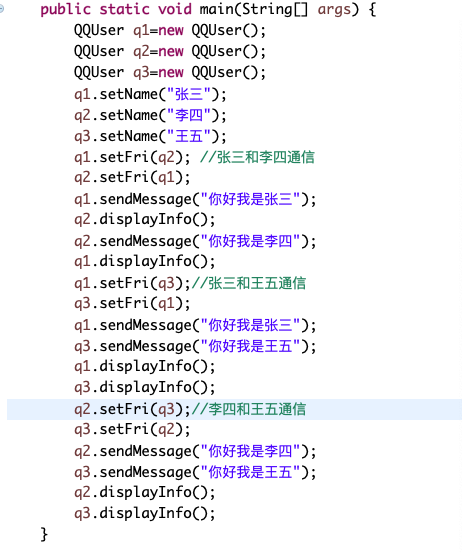 public static void main(String[] args) {
QQUser q1=new QQUser();
QQUser q2=new QQUser();
QQUser q3=new QQUser();
q1.setName("张三");
q2.setName("李四");
q3.setName("王五");
q1.setFri(q2); //张三和李四通信
q2.setFri(q1);
q1.sendMessage("你好我是张三");
q2.displayInfo();
q2.sendMessage("你好我是李四");
q1.displayInfo();
q1.setFri(q3);//张三和王五通信
q3.setFri(q1);
q1.sendMessage("你好我是张三");
q3.sendMessage("你好我是王五");
q1.displayInfo();
q3.displayInfo();
q2.setFri(q3);//李四和王五通信
q3.setFri(q2);
q2.sendMessage("你好我是李四");
q3.sendMessage("你好我是王五");
q2.displayInfo();
q3.displayInfo();
}